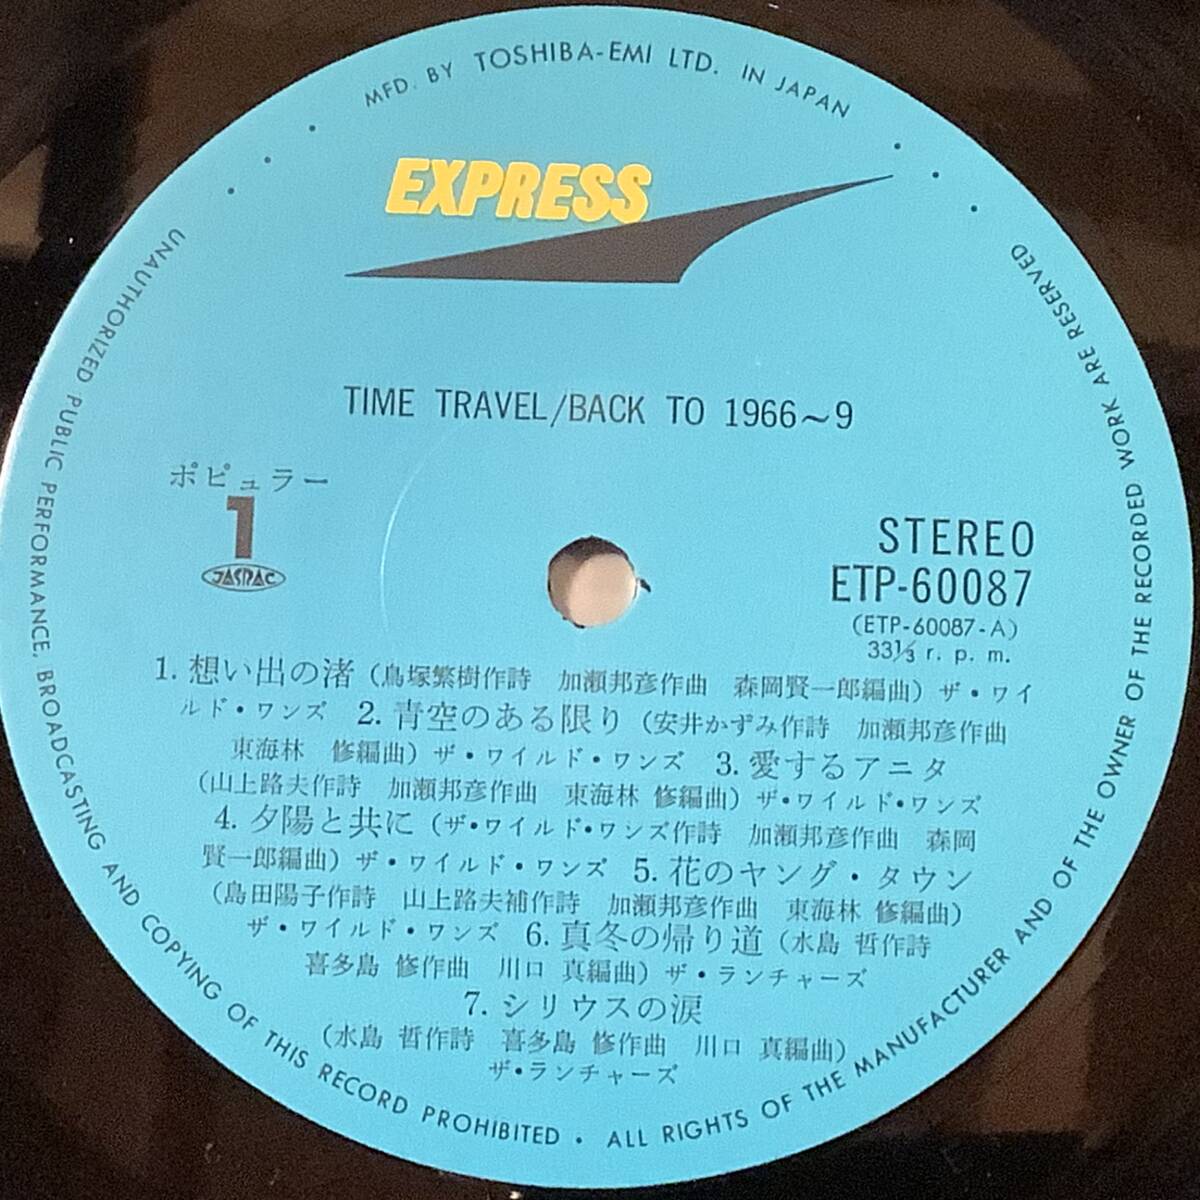 MFD. BY TOSHIBA-EMI LTD. IN JAPAN
EXPRESS
TIME TRAVEL/BACK TO 1966~9
ポピュラー
1
JASRAC
STEREO
ETP-60087
(ETP-60087-A)
33⅓ r. p. m.
1. 想い出の渚 (鳥塚繁樹作詩 加瀬邦彦作曲 森岡賢一郎編曲) ザ・ワイ
ルド・ワンズ 2. 青空のある限り (安井かずみ作詩 加瀬邦彦作曲
東海林 修編曲) ザ・ワイルド・ワンズ 3. 愛するアニタ
(山上路夫作詩 加瀬邦彦作曲 東海林 修編曲) ザ・ワイルド・ワンズ
4. 夕陽と共に (ザ・ワイルド・ワンズ作詩 加瀬邦彦作曲 森岡
賢一郎編曲) ザ・ワイルド・ワンズ 5. 花のヤング・タウン
(島田陽子作詩 山上路夫補作詩 加瀬邦彦作曲 東海林 修編曲)
ザ・ワイルド・ワンズ 6. 真冬の帰り道 (水島 哲作詩
喜多島 修作曲 川口 真編曲) ザ・ランチャーズ
7. シリウスの涙
(水島 哲作詩 喜多島 修作曲 川口 真編曲)
ザ・ランチャーズ
UNAUTHORIZED PUBLIC PERFORMANCE, BROADCASTING AND COPYING OF THIS RECORD PROHIBITED • ALL RIGHTS OF THE MANUFACTURER AND OF THE OWNER OF THE RECORDED WORK ARE RESERVED